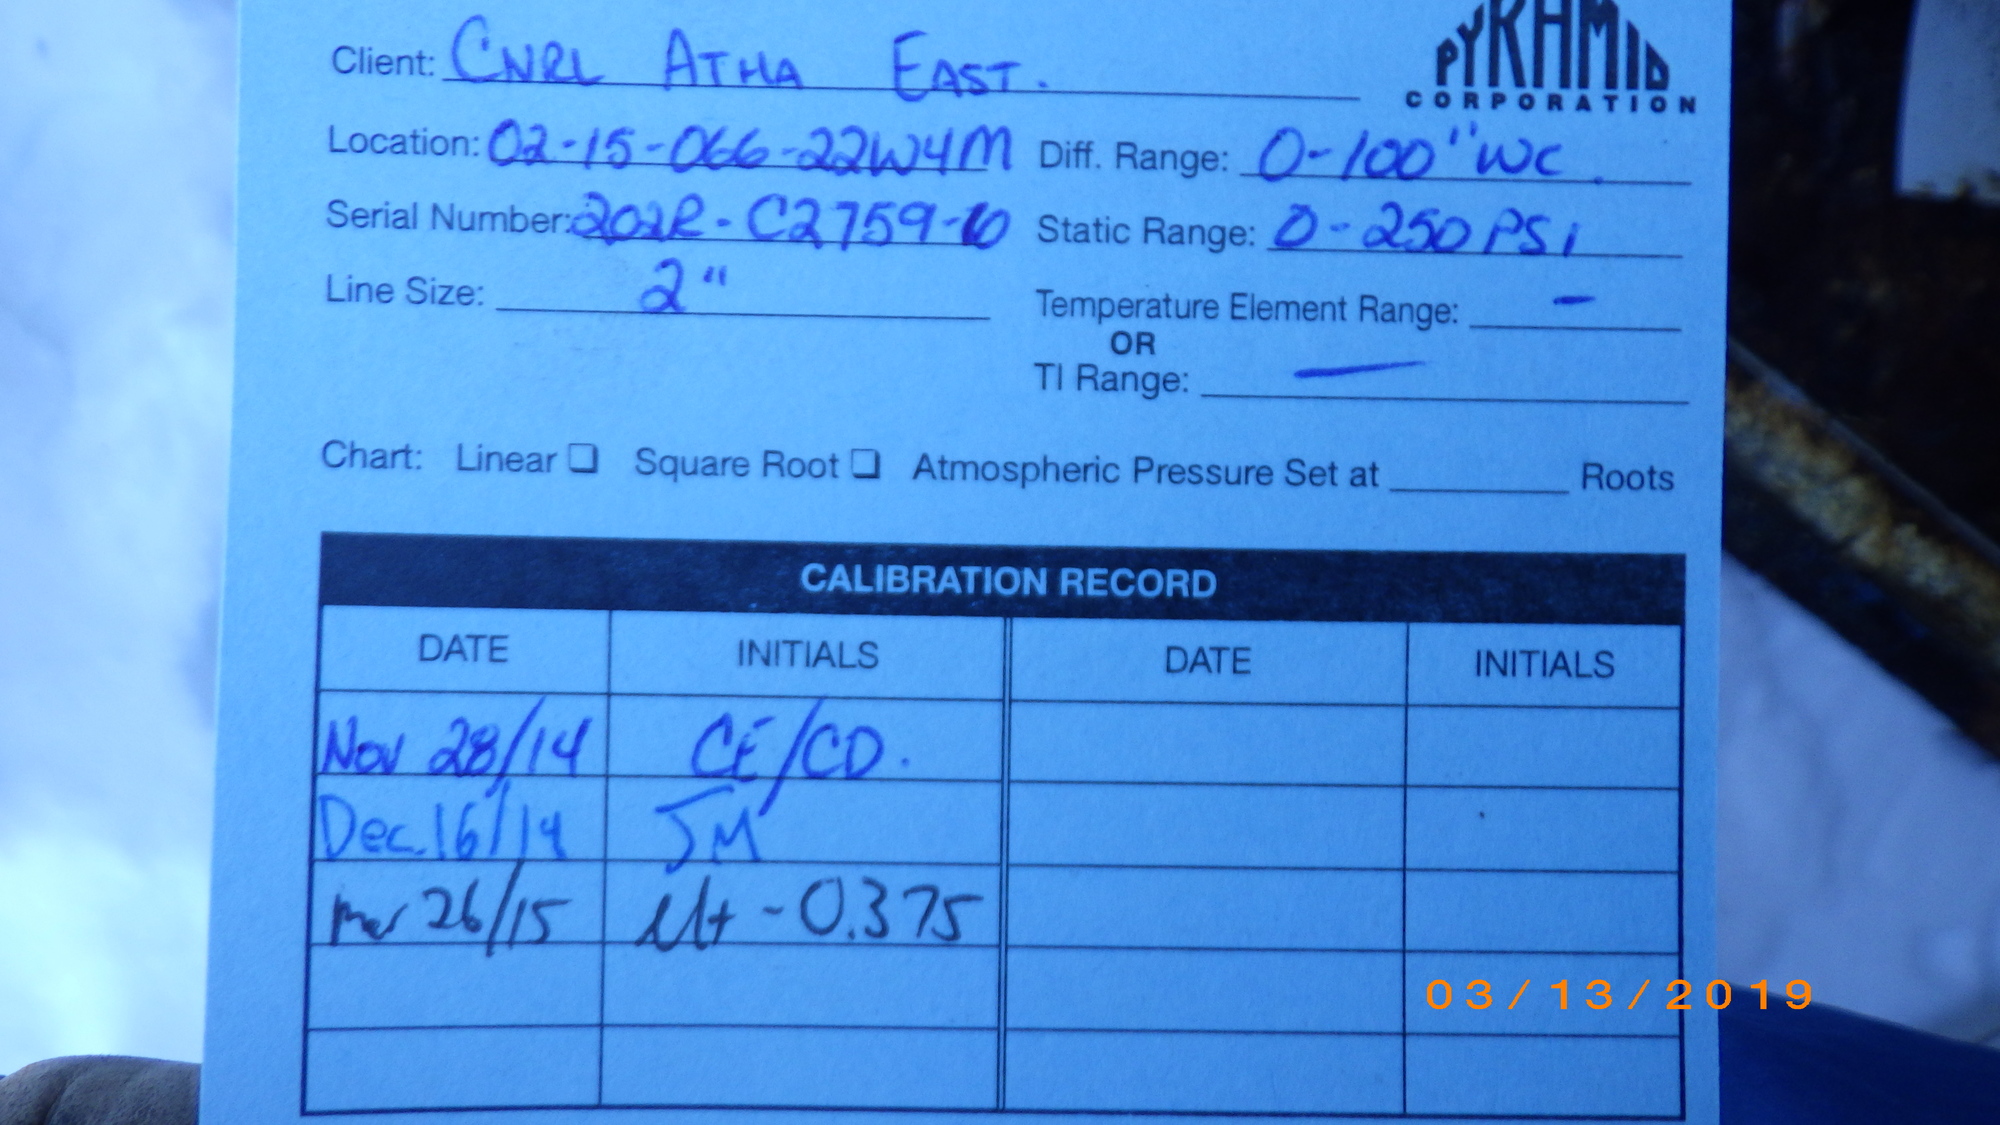 PYRAMID
CORPORATION
Client: CNRL ATHA EAST.
Location: 02-15-066-22W4M Diff. Range: 0-100"WC.
Serial Number: 202R-C2759-10 Static Range: 0-250 PSi
Line Size: 2" Temperature Element Range: -
OR
TI Range: —
Chart: Linear ❏ Square Root ❏ Atmospheric Pressure Set at ________ Roots
CALIBRATION RECORD
DATE INITIALS DATE INITIALS
Nov 28/14 CE/CD.
Dec.16/14 JM
Mar 26/15 - 0.375
03/13/2019